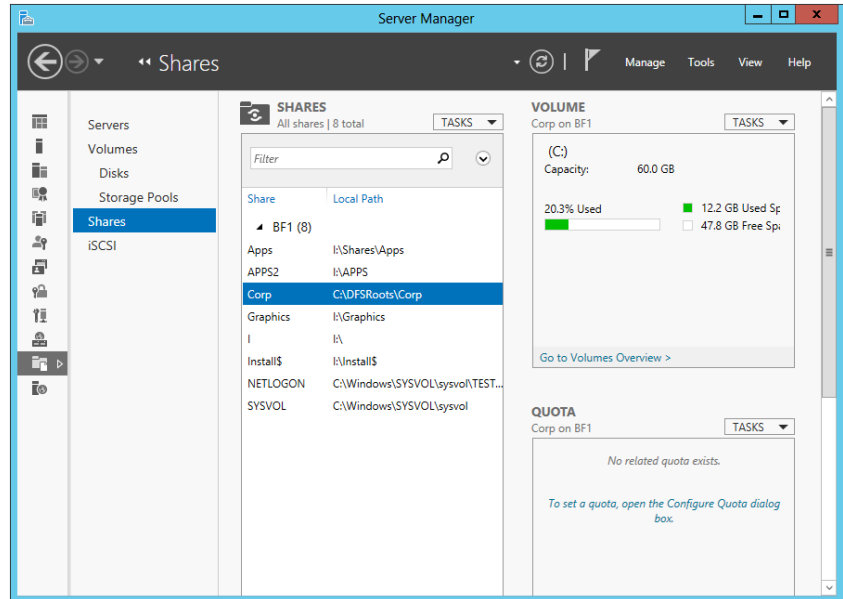 Server Manager
Shares
Manage Tools View Help
Servers
Volumes
Disks
Storage Pools
Shares
iSCSI
SHARES
All shares | 8 total
TASKS
Filter
Share Local Path
BF1 (8)
Apps I:\Shares\Apps
APPS2 I:\APPS
Corp C:\DFSRoots\Corp
Graphics I:\Graphics
I I:\
Install$ I:\Install$
NETLOGON C:\Windows\SYSVOL\sysvol\TEST...
SYSVOL C:\Windows\SYSVOL\sysvol
VOLUME
Corp on BF1
TASKS
(C:)
Capacity: 60.0 GB
20.3% Used
12.2 GB Used Sp
47.8 GB Free Spa
Go to Volumes Overview >
QUOTA
Corp on BF1
TASKS
No related quota exists.
To set a quota, open the Configure Quota dialog
box.